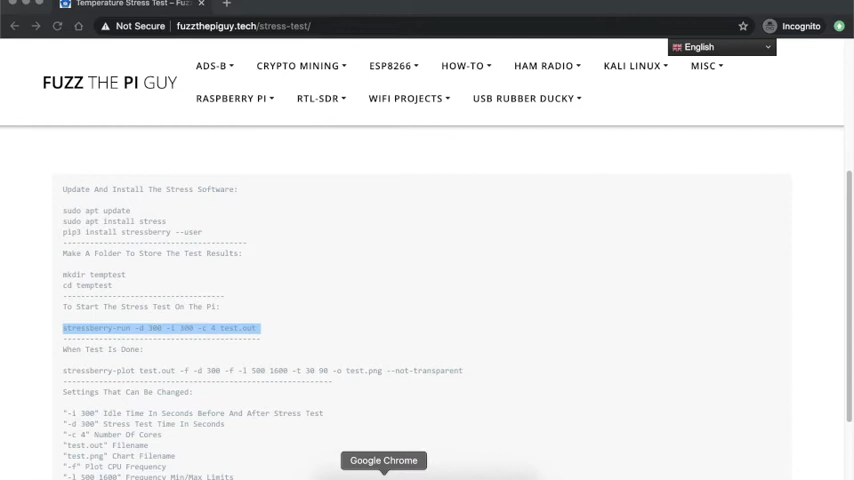 Temperature Stress Test – Fuz
Not Secure fuzzthepiguy.tech/stress-test/
Incognito
English
ADS-B CRYPTO MINING ESP8266 HOW-TO HAM RADIO KALI LINUX MISC
FUZZ THE PI GUY
RASPBERRY PI RTL-SDR WIFI PROJECTS USB RUBBER DUCKY
Update And Install The Stress Software:
sudo apt update
sudo apt install stress
pip3 install stressberry --user
---------------------------------------
Make A Folder To Store The Test Results:
mkdir temptest
cd temptest
----------------------------------
To Start The Stress Test On The Pi:
stressberry-run -d 300 -i 300 -c 4 test.out
------------------------------------------
When Test Is Done:
stressberry-plot test.out -f -d 300 -f -l 500 1600 -t 30 90 -o test.png --not-transparent
---------------------------------------------------------
Settings That Can Be Changed:
"-i 300" Idle Time In Seconds Before And After Stress Test
"-d 300" Stress Test Time In Seconds
"-c 4" Number Of Cores
"test.out" Filename
"test.png" Chart Filename
"-f" Plot CPU Frequency
"-l 500 1600" Frequency Min/Max Limits
Google Chrome